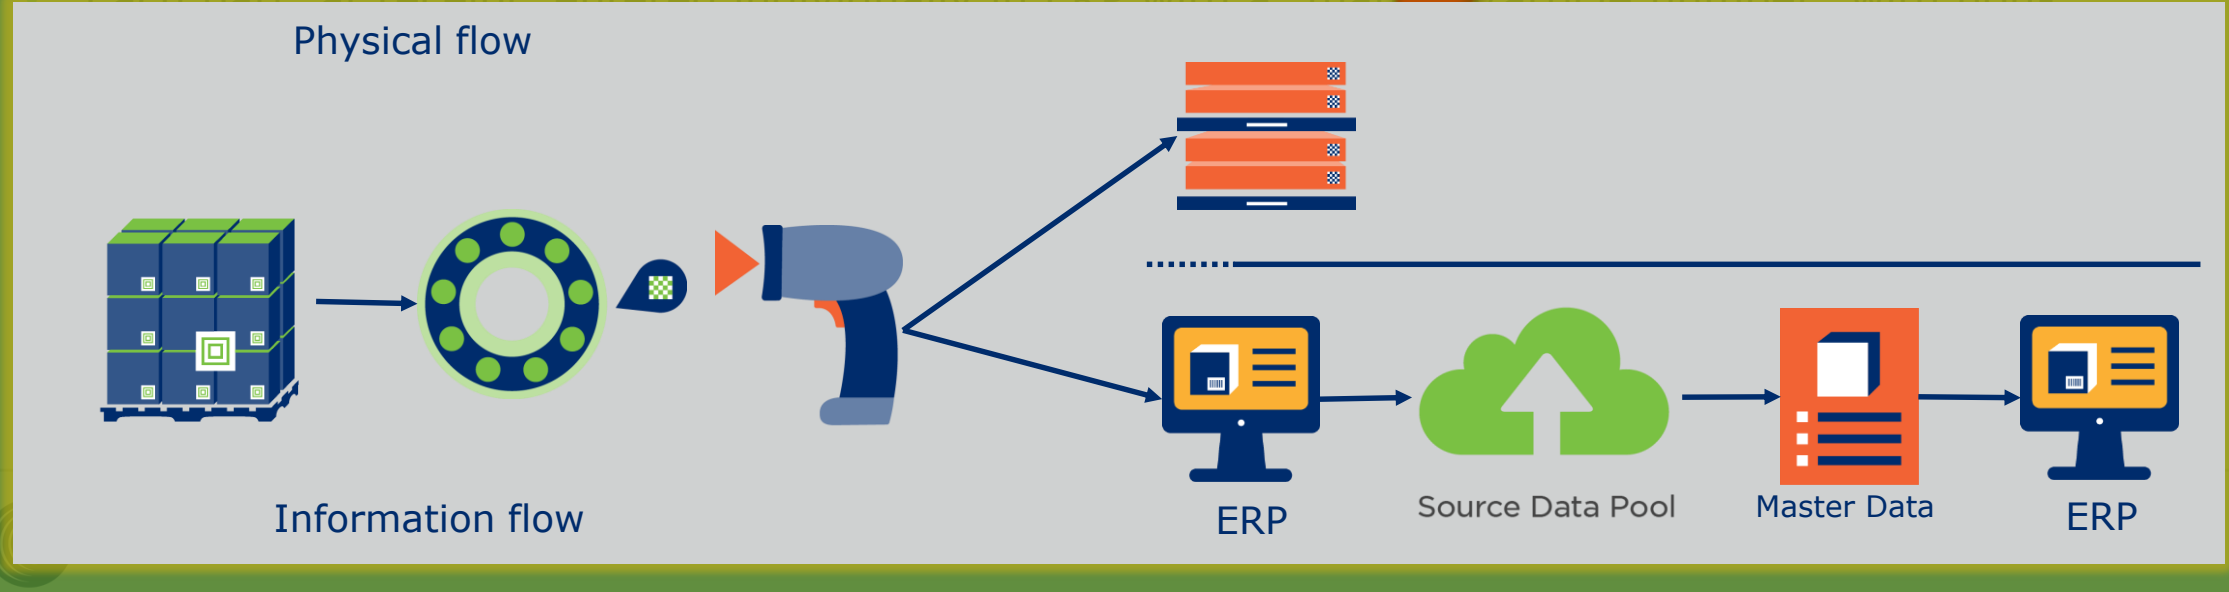 Physical flow
Information flow
ERP
Source Data Pool
Master Data
ERP